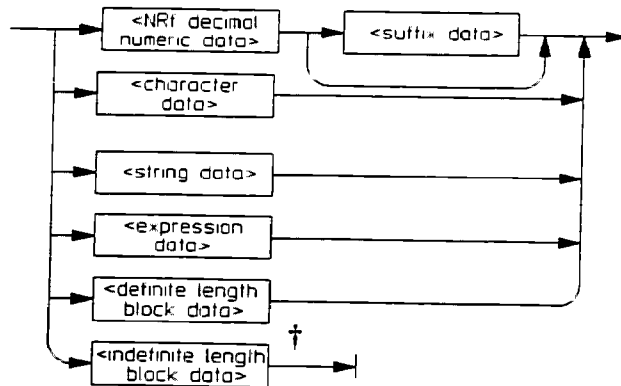 <NRf decimal
numeric data>
<suffix data>
<character
data>
<string data>
<expression
data>
<definite length
block data>
†
<indefinite length
block data>